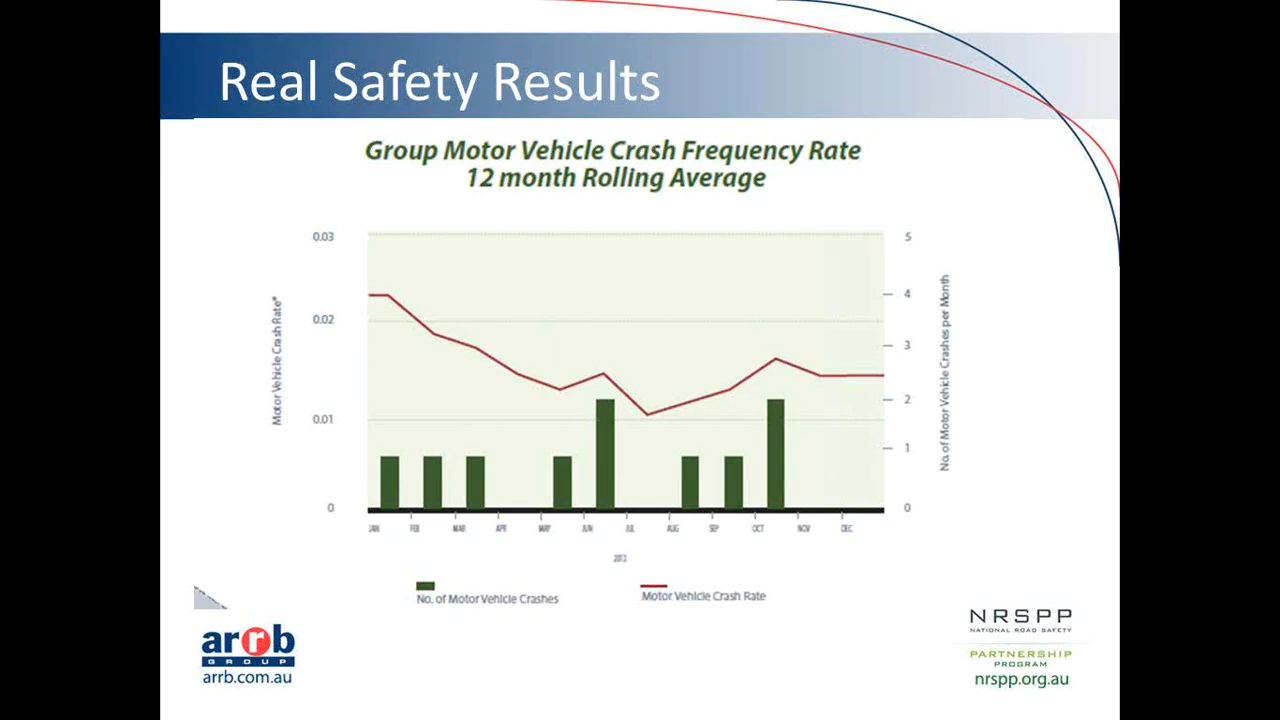 Real Safety Results
Group Motor Vehicle Crash Frequency Rate
12 month Rolling Average
0.03
0.02
0.01
0
Motor Vehicle Crash Rate*
5
4
3
2
1
0
No. of Motor Vehicle Crashes per Month
JAN FEB MAR APR MAY JUN JUL AUG SEP OCT NOV DEC
No. of Motor Vehicle Crashes
Motor Vehicle Crash Rate
arrb
GROUP
arrb.com.au
NRSPP
NATIONAL ROAD SAFETY
PARTNERSHIP
PROGRAM
nrspp.org.au